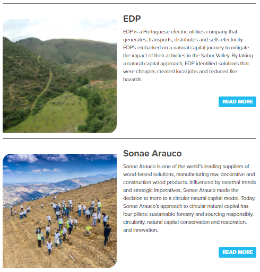 EDP
EDP is a Portuguese electric utilities company that
generates, transports, distributes and sells electricity.
EDP's embarked on a natural capital journey to mitigate
the impact of their activities in the Sabor Valley. By taking
a natural capital approach, EDP identified solutions that
were cheaper, created local jobs and reduced fire
hazards.
READ MORE
Sonae Arauco
Sonae Arauco is one of the world's leading suppliers of
wood-based solutions, manufacturing raw, decorative and
construction wood products. Influenced by external trends
and strategic imperatives, Sonae Arauco made the
decision to move to a circular natural capital model. Today,
Sonae Arauco's approach to circular natural capital has
four pillars: sustainable forestry and sourcing responsibly,
circularity, natural capital conservation and restoration,
and innovation.
READ MORE